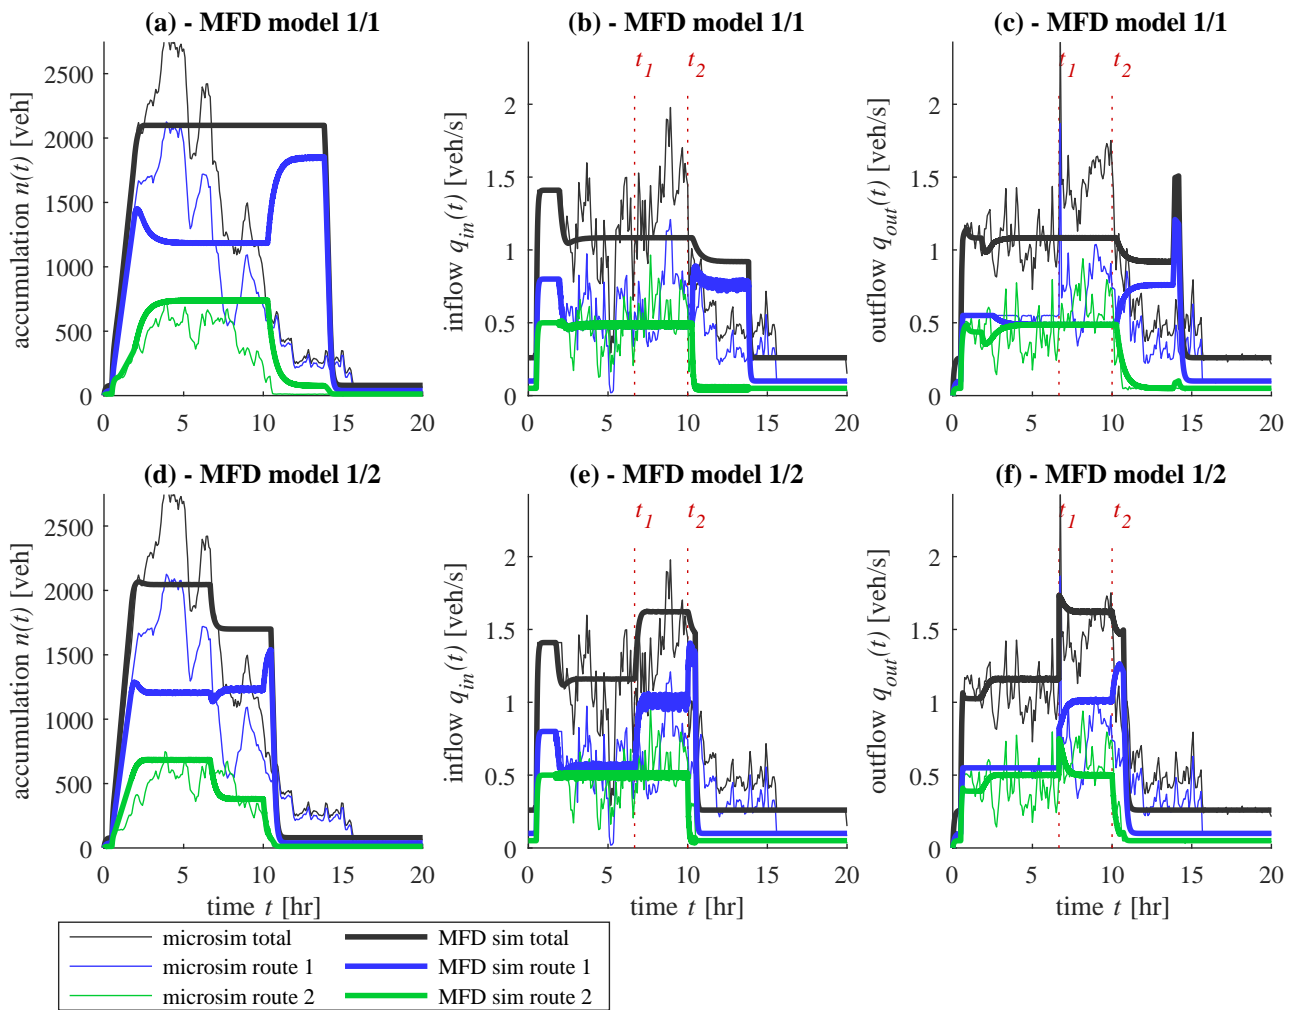 (a) - MFD model 1/1
(b) - MFD model 1/1
(c) - MFD model 1/1
accumulation n(t) [veh]
2500
2000
1500
1000
500
0
0 5 10 15 20
inflow q_in(t) [veh/s]
2
1.5
1
0.5
0
0 5 10 15 20
t_1 t_2
outflow q_out(t) [veh/s]
2
1.5
1
0.5
0
0 5 10 15 20
t_1 t_2
(d) - MFD model 1/2
(e) - MFD model 1/2
(f) - MFD model 1/2
accumulation n(t) [veh]
2500
2000
1500
1000
500
0
0 5 10 15 20
time t [hr]
inflow q_in(t) [veh/s]
2
1.5
1
0.5
0
0 5 10 15 20
time t [hr]
t_1 t_2
outflow q_out(t) [veh/s]
2
1.5
1
0.5
0
0 5 10 15 20
time t [hr]
t_1 t_2
microsim total
MFD sim total
microsim route 1
MFD sim route 1
microsim route 2
MFD sim route 2